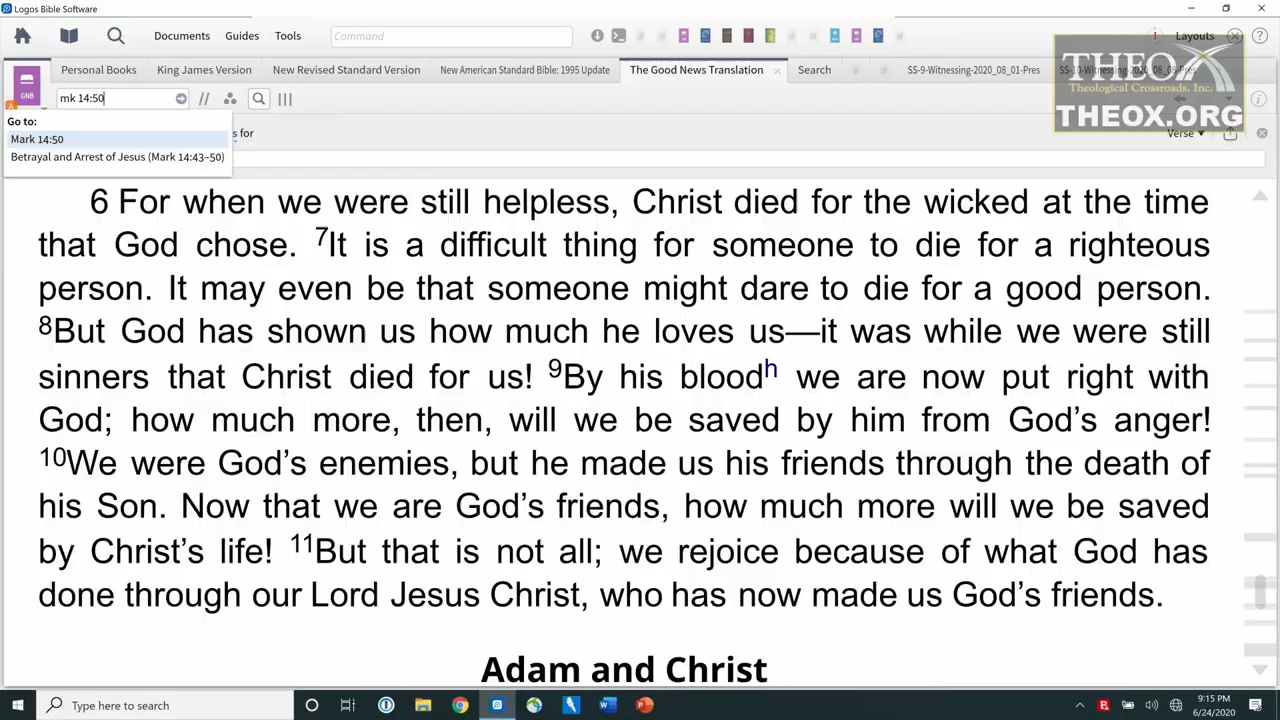 Logos Bible Software
Documents Guides Tools Command Layouts
Personal Books King James Version New Revised Stan American Standard Bible: 1995 Update The Good News Translation Search SS-9-Witnessing-2020_08_01-Pres SS-10-Witnessing-2020_08_08-Pres
THEOX
Theological Crossroads, Inc.
THEOX.ORG
GNB
mk 14:50
Go to:
Mark 14:50
Betrayal and Arrest of Jesus (Mark 14:43–50)
s for
Verse
6 For when we were still helpless, Christ died for the wicked at the time
that God chose. 7It is a difficult thing for someone to die for a righteous
person. It may even be that someone might dare to die for a good person.
8But God has shown us how much he loves us—it was while we were still
sinners that Christ died for us! 9By his bloodh we are now put right with
God; how much more, then, will we be saved by him from God's anger!
10We were God's enemies, but he made us his friends through the death of
his Son. Now that we are God's friends, how much more will we be saved
by Christ's life! 11But that is not all; we rejoice because of what God has
done through our Lord Jesus Christ, who has now made us God's friends.
Adam and Christ
Type here to search
9:15 PM
6/24/2020